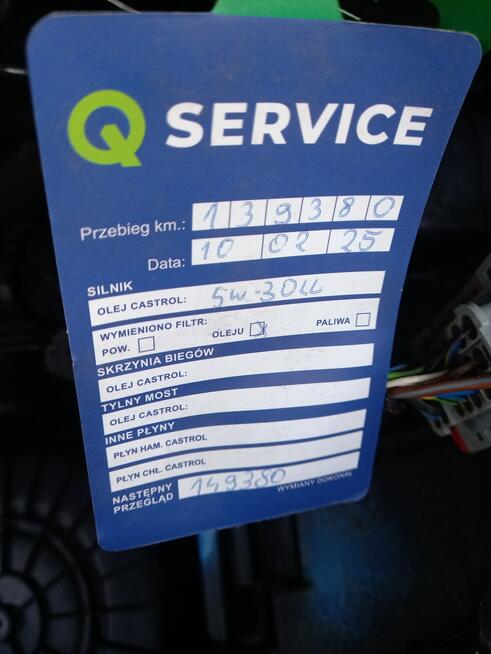 Q SERVICE
Przebieg km.: 139380
Data: 10 02 25
SILNIK
OLEJ CASTROL: 5W-30LL
WYMIENIONO FILTR:
POW. OLEJU PALIWA
SKRZYNIA BIEGÓW
OLEJ CASTROL:
TYLNY MOST
OLEJ CASTROL:
INNE PŁYNY
PŁYN HAM. CASTROL
PŁYN CHŁ. CASTROL
NASTĘPNY PRZEGLĄD 149380
WYMIANY DOKONAŁ